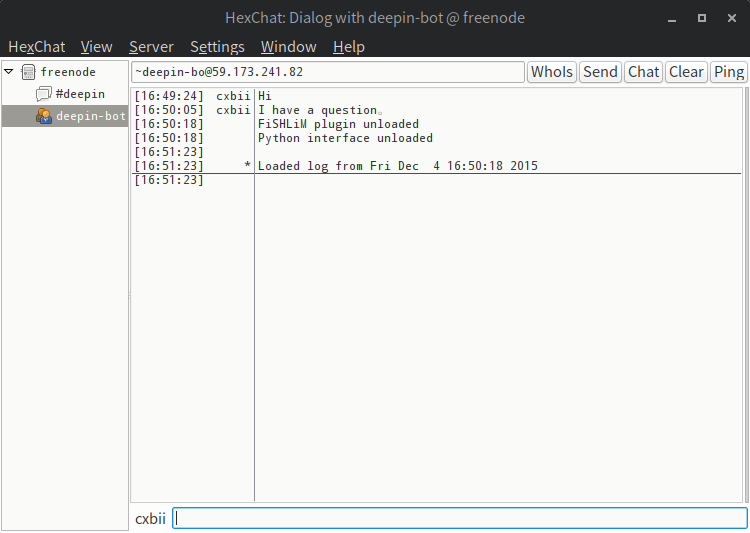 HexChat: Dialog with deepin-bot @ freenode
HexChat View Server Settings Window Help
freenode
#deepin
deepin-bot
~deepin-bo@59.173.241.82
WhoIs Send Chat Clear Ping
[16:49:24] cxbii Hi
[16:50:05] cxbii I have a question。
[16:50:18] FiSHLiM plugin unloaded
[16:50:18] Python interface unloaded
[16:51:23]
[16:51:23] * Loaded log from Fri Dec  4 16:50:18 2015
[16:51:23]
cxbii